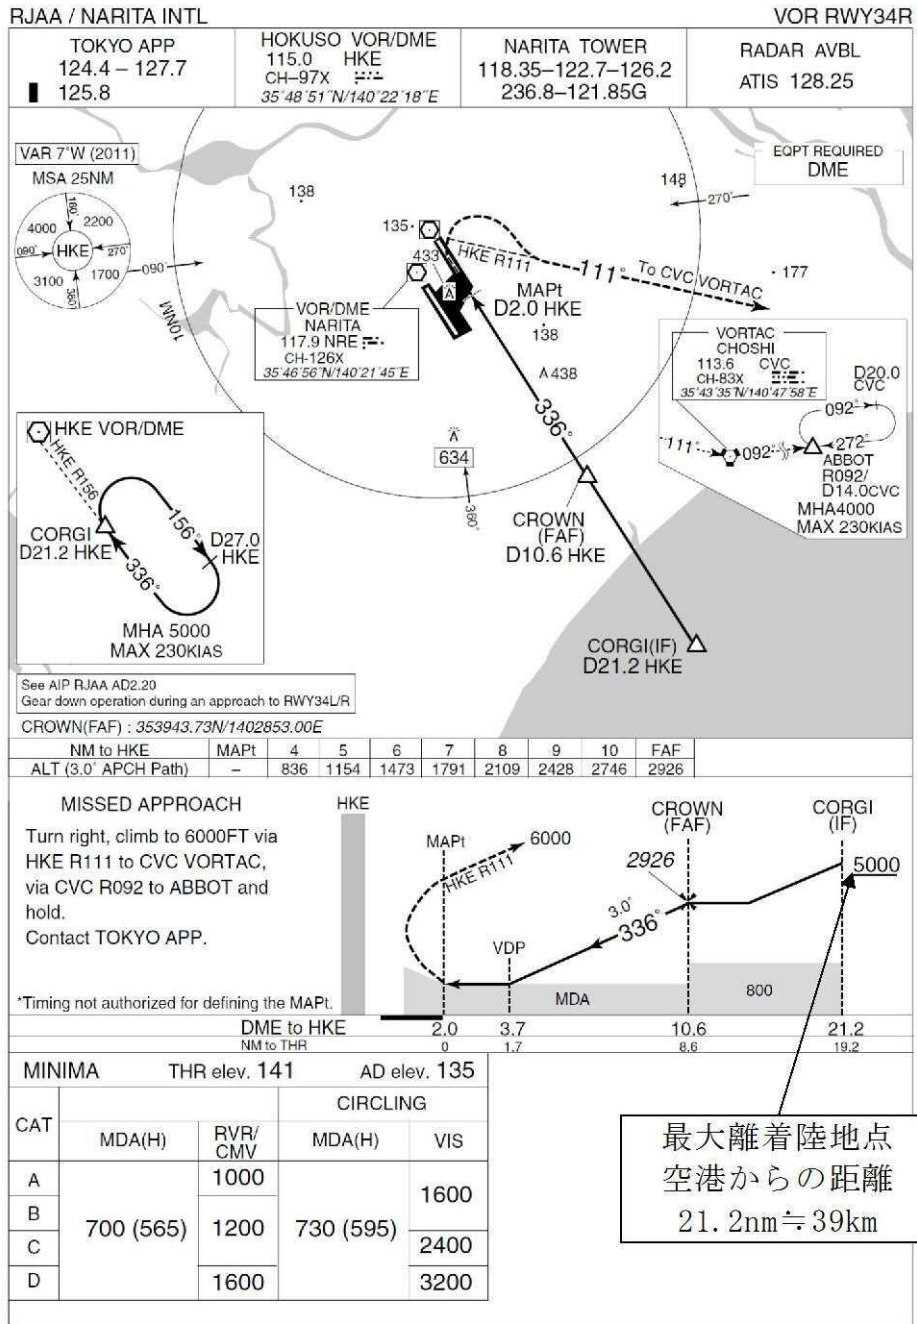 RJAA / NARITA INTL
VOR RWY34R
TOKYO APP
124.4 – 127.7
125.8
HOKUSO VOR/DME
115.0 HKE
CH–97X
35°48'51"N/140°22'18"E
NARITA TOWER
118.35–122.7–126.2
236.8–121.85G
RADAR AVBL
ATIS 128.25
VAR 7°W (2011)
MSA 25NM
180°
4000
2200
090°
HKE
270°
3100
1700
360°
090°
10NM
138
135
148
270°
EQPT REQUIRED
DME
433
HKE R111
111°
To CVC VORTAC
177
MAPt
D2.0 HKE
138
438
VOR/DME
NARITA
117.9 NRE
CH-126X
35°46'56"N/140°21'45"E
VORTAC
CHOSHI
113.6 CVC
CH-83X
35°43'35"N/140°47'58"E
D20.0
CVC
092°
111°
092°
272°
ABBOT
R092/
D14.0CVC
MHA4000
MAX 230KIAS
336°
634
360°
CROWN
(FAF)
D10.6 HKE
CORGI(IF)
D21.2 HKE
HKE VOR/DME
HKE R156
CORGI
D21.2 HKE
156°
D27.0
HKE
336°
MHA 5000
MAX 230KIAS
See AIP RJAA AD2.20
Gear down operation during an approach to RWY34L/R
CROWN(FAF) : 353943.73N/1402853.00E
NM to HKE MAPt 4 5 6 7 8 9 10 FAF
ALT (3.0° APCH Path) – 836 1154 1473 1791 2109 2428 2746 2926
MISSED APPROACH
Turn right, climb to 6000FT via
HKE R111 to CVC VORTAC,
via CVC R092 to ABBOT and
hold.
Contact TOKYO APP.
*Timing not authorized for defining the MAPt.
HKE
MAPt
6000
HKE R111
VDP
3.0°
336°
2926
CROWN
(FAF)
CORGI
(IF)
5000
MDA
800
DME to HKE 2.0 3.7 10.6 21.2
NM to THR 0 1.7 8.6 19.2
MINIMA THR elev. 141 AD elev. 135
CAT
CIRCLING
MDA(H)
RVR/
CMV
MDA(H)
VIS
A
B
C
D
700 (565)
1000
1200
1600
730 (595)
1600
2400
3200
最大離着陸地点
空港からの距離
21.2nm≒39km